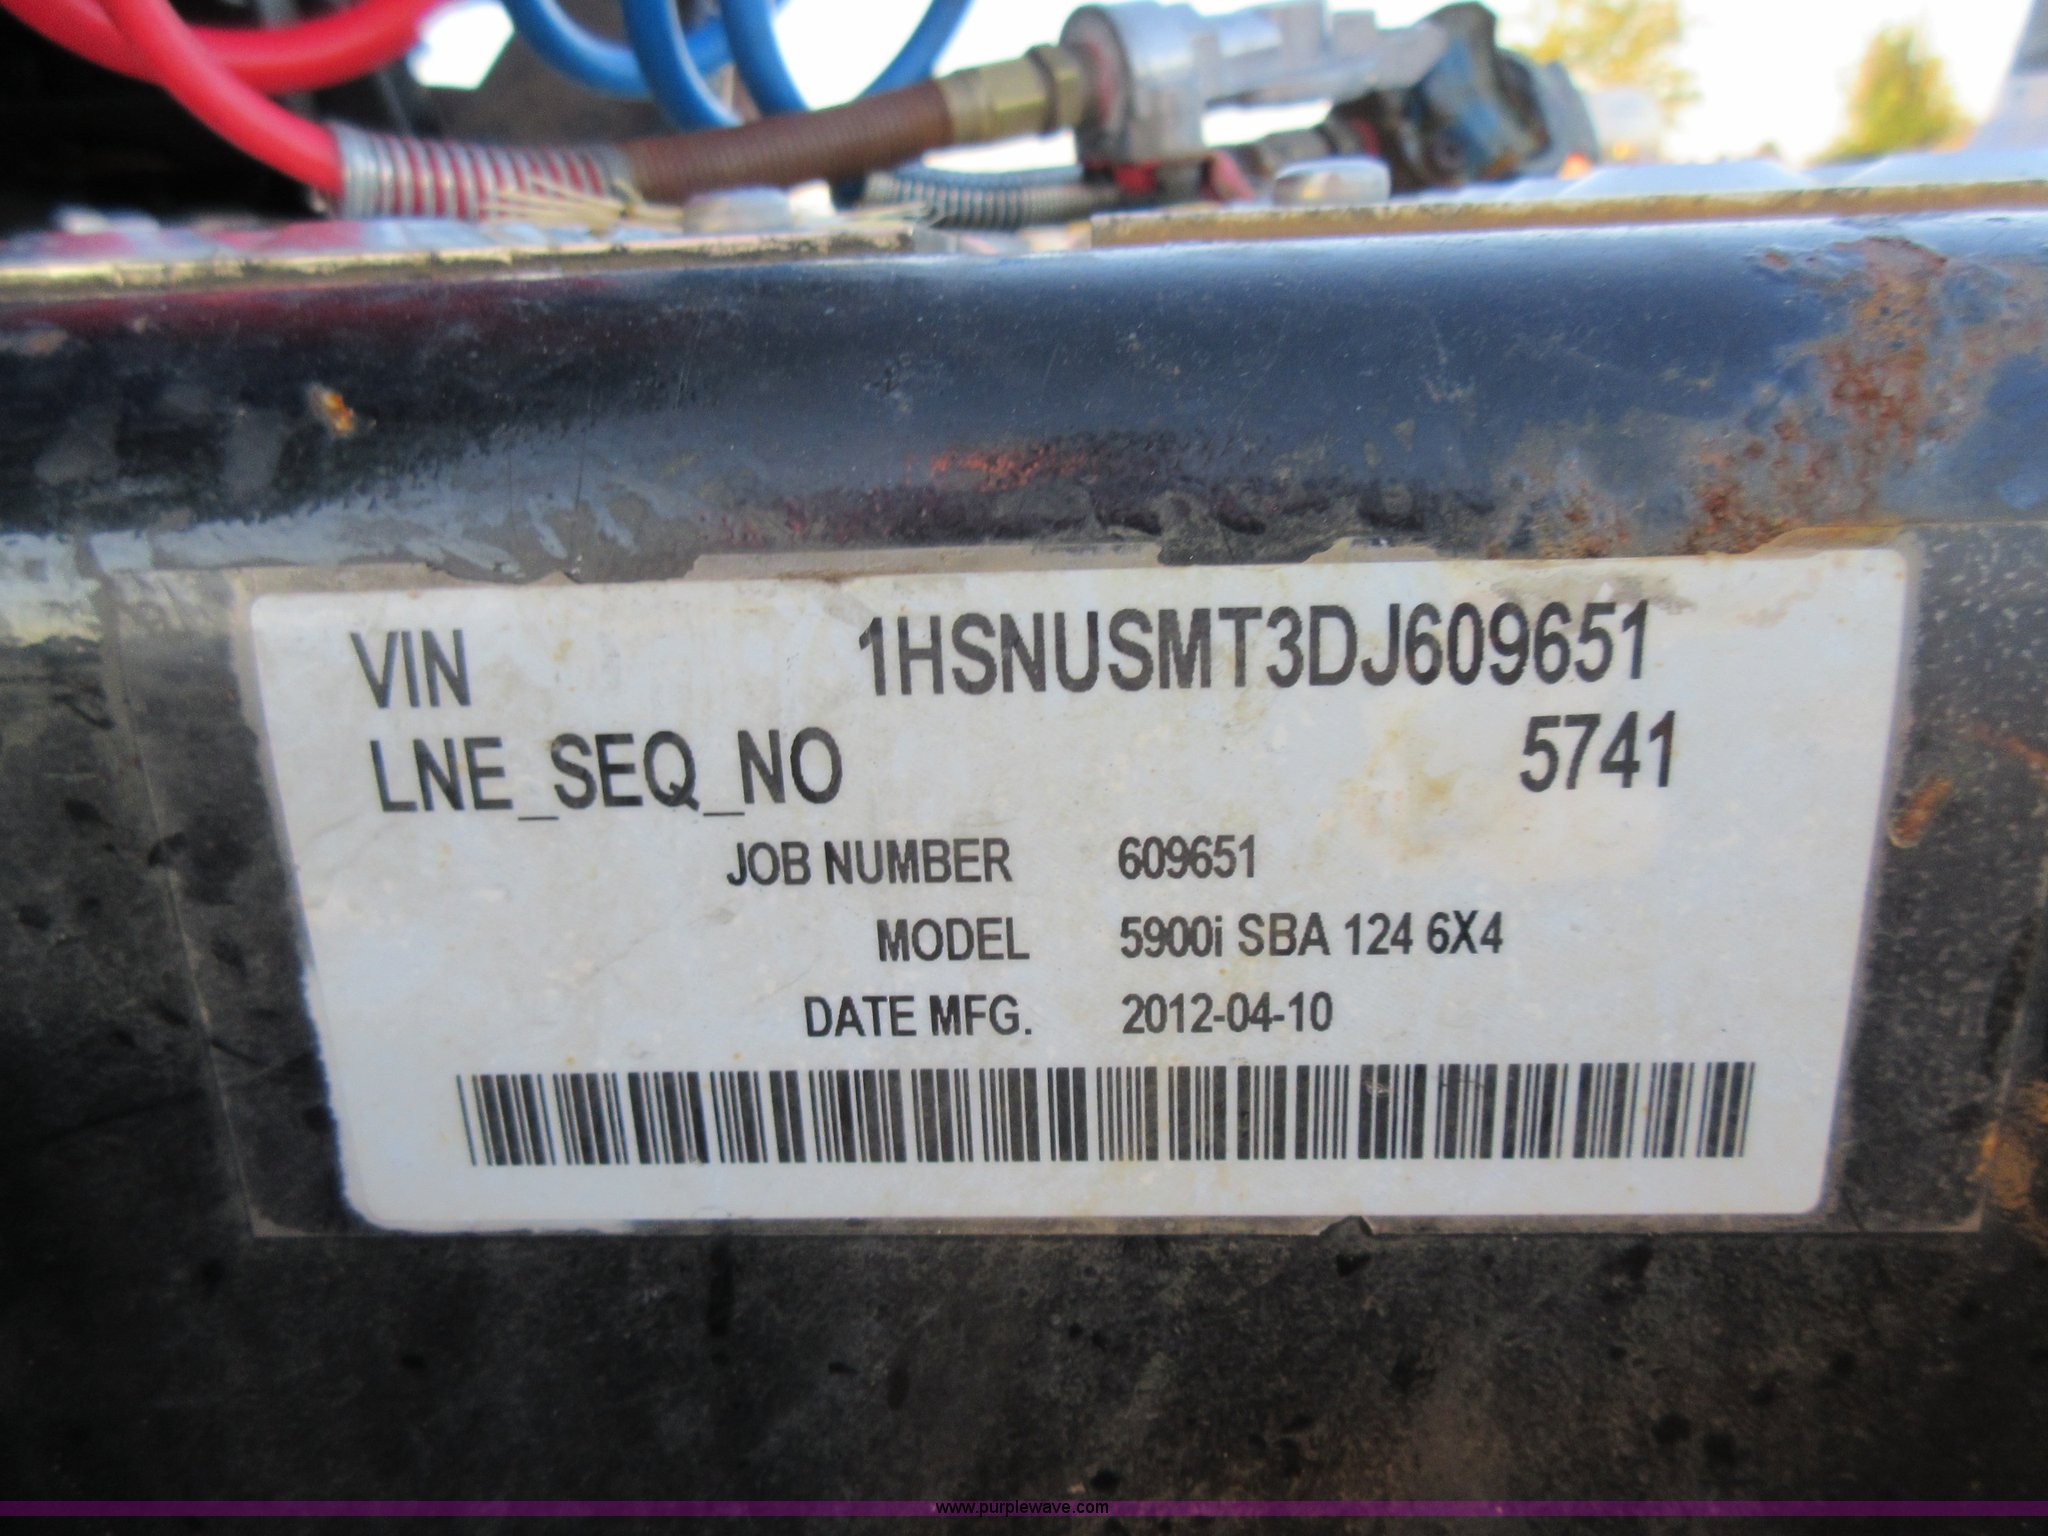 VIN 1HSNUSMT3DJ609651
LNE_SEQ_NO 5741
JOB NUMBER 609651
MODEL 5900i SBA 124 6X4
DATE MFG. 2012-04-10
www.purplewave.com